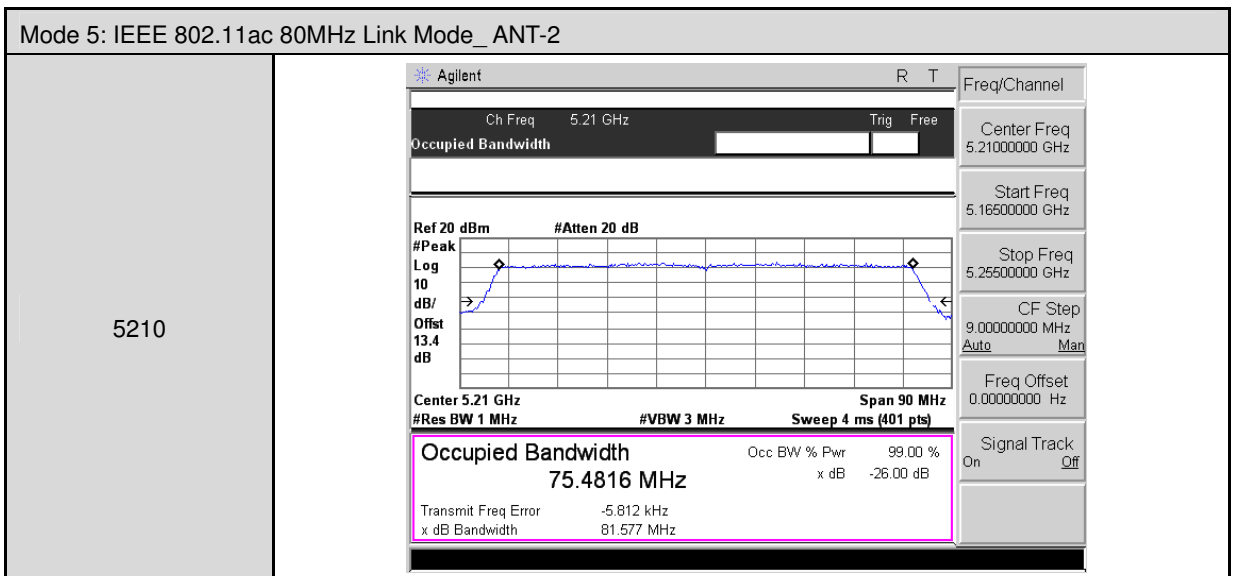 Mode 5: IEEE 802.11ac 80MHz Link Mode_ ANT-2
5210
Agilent
R T
Ch Freq 5.21 GHz
Trig Free
Occupied Bandwidth
Ref 20 dBm #Atten 20 dB
#Peak
Log
10
dB/
Offst
13.4
dB
Center 5.21 GHz Span 90 MHz
#Res BW 1 MHz #VBW 3 MHz Sweep 4 ms (401 pts)
Occupied Bandwidth
75.4816 MHz
Occ BW % Pwr 99.00 %
x dB -26.00 dB
Transmit Freq Error -5.812 kHz
x dB Bandwidth 81.577 MHz
Freq/Channel
Center Freq
5.21000000 GHz
Start Freq
5.16500000 GHz
Stop Freq
5.25500000 GHz
CF Step
9.00000000 MHz
Auto Man
Freq Offset
0.00000000 Hz
Signal Track
On Off